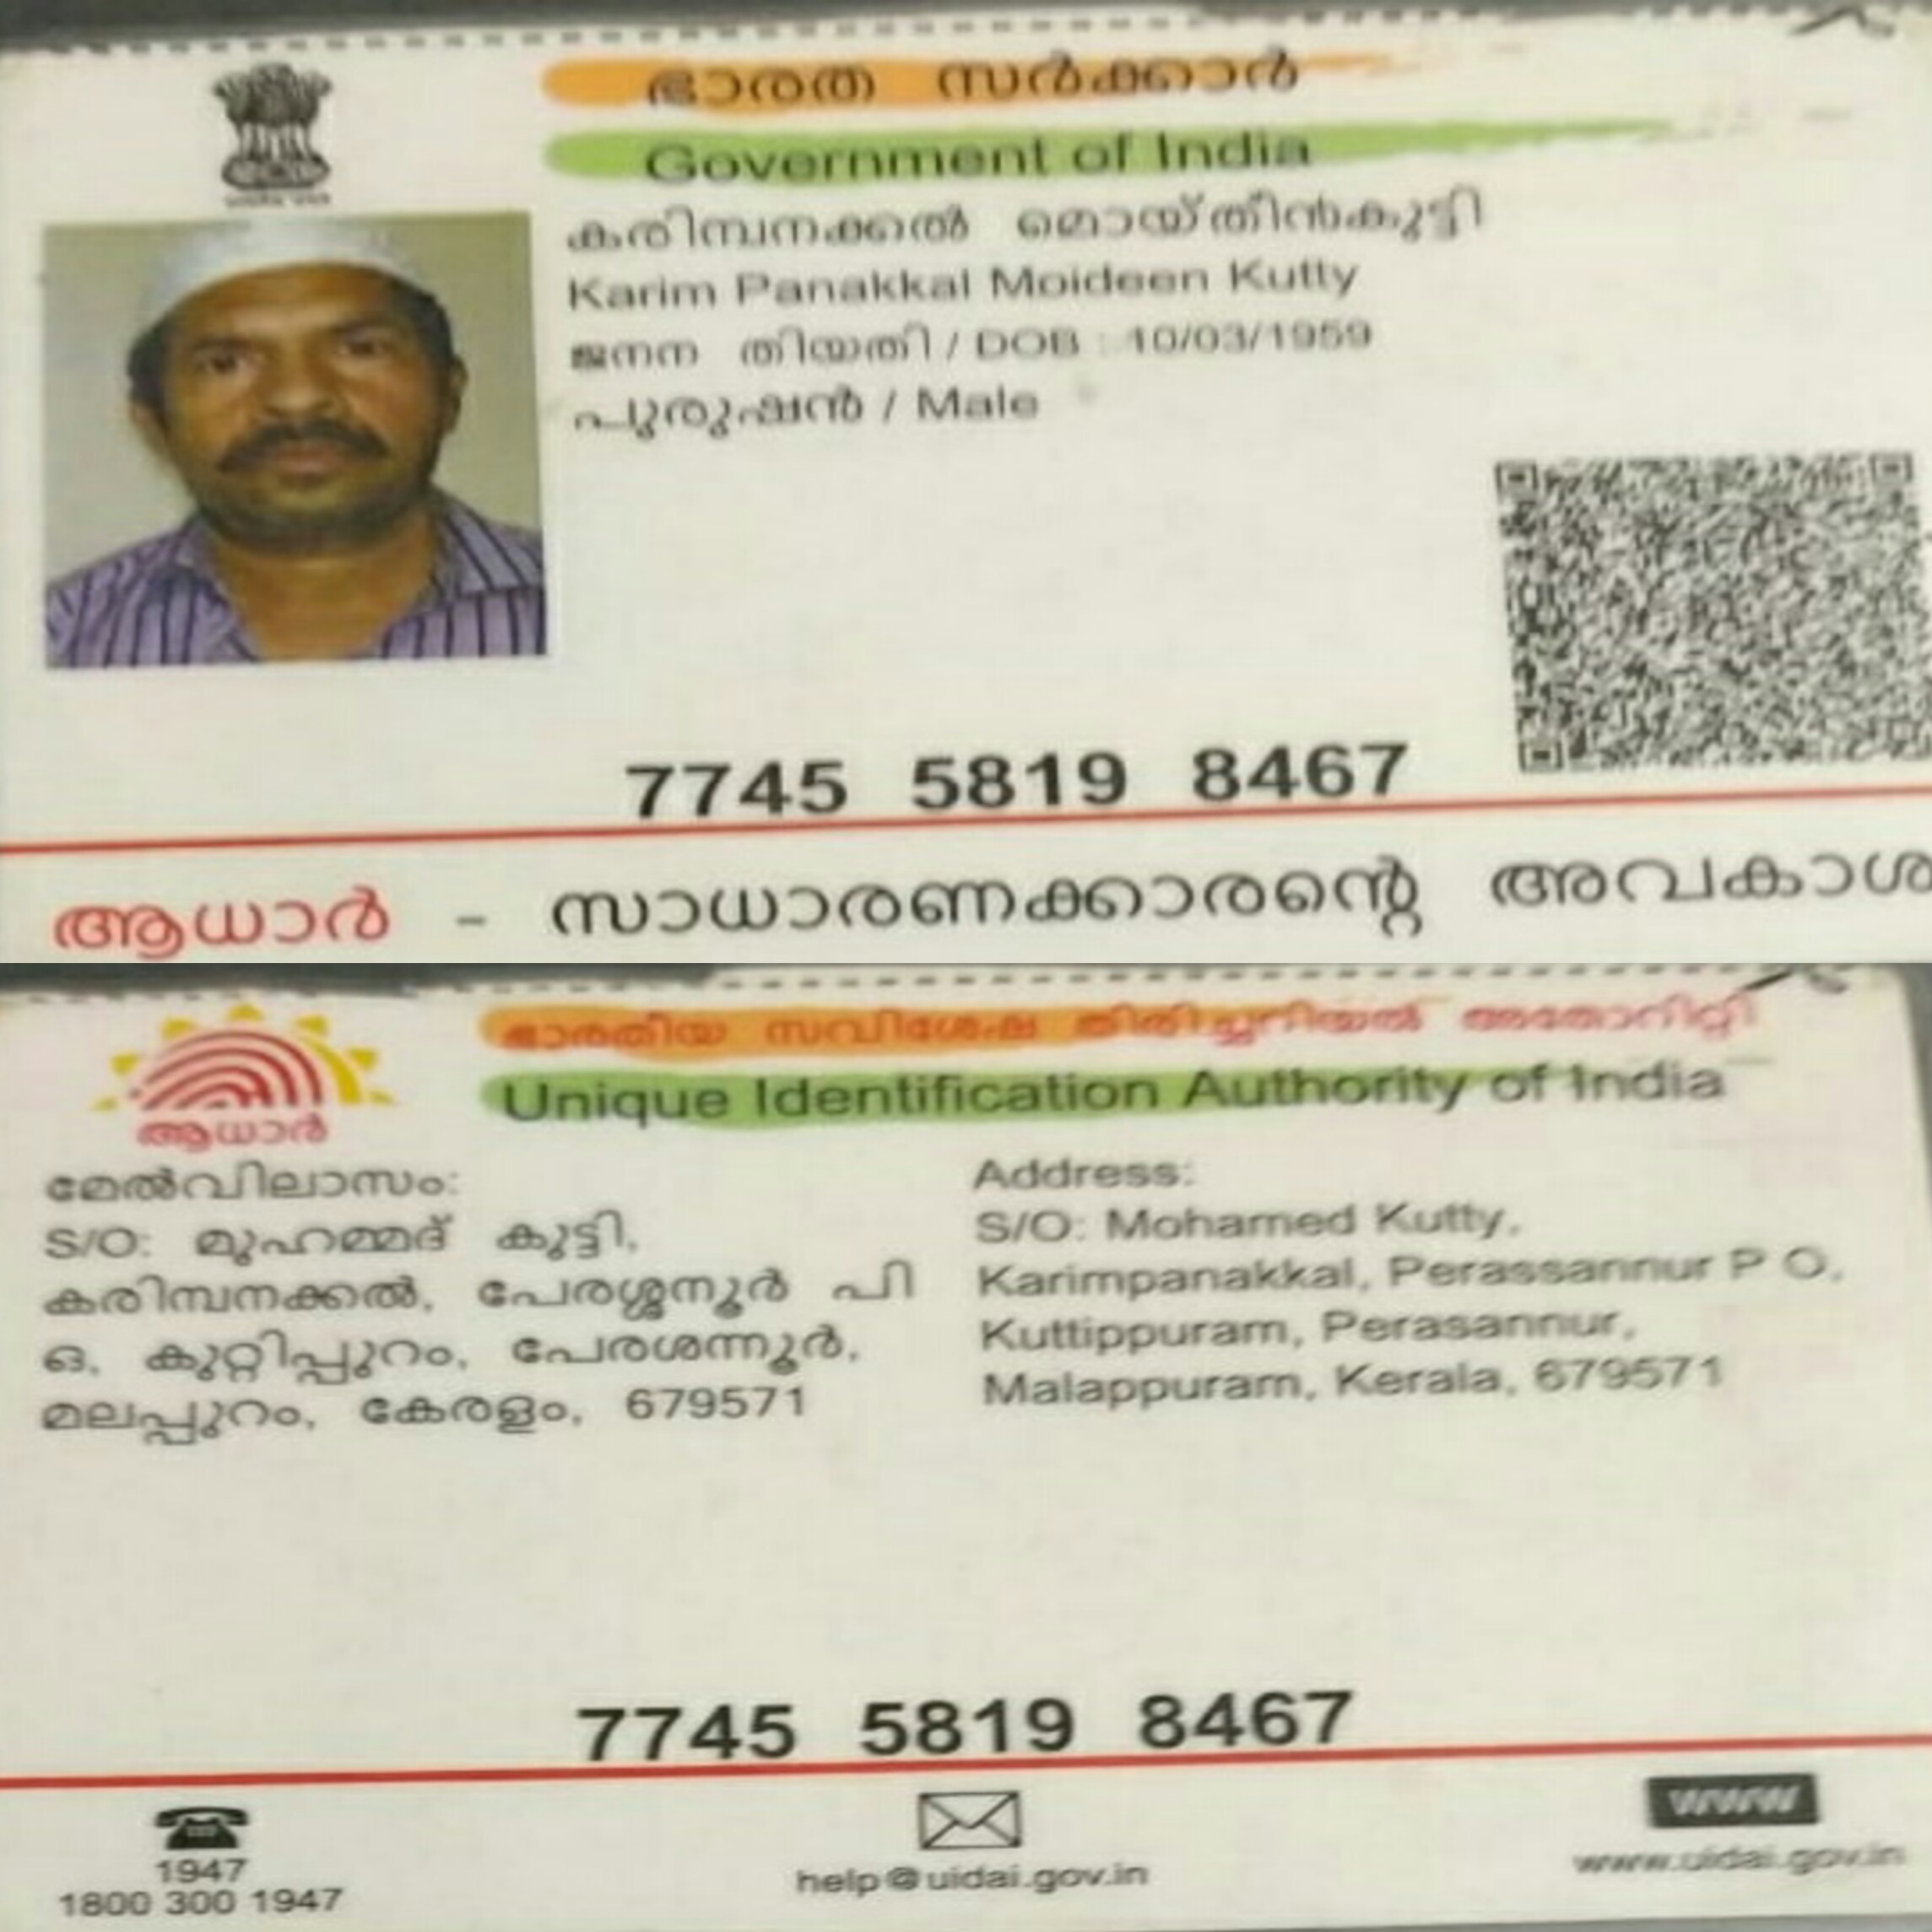 ഭാരത സർക്കാർ
Government of India
കരിമ്പനക്കൽ മൊയ്തീൻകുട്ടി
Karim Panakkal Moideen Kutty
ജനന തിയതി / DOB : 10/03/1959
പുരുഷൻ / Male
7745 5819 8467
ആധാർ - സാധാരണക്കാരന്റെ
ഭാരതീയ സവിശേഷ തിരിച്ചറിയൽ അതോറിറ്റി
Unique Identification Authority of India
ആധാർ
മേൽവിലാസം:
S/O: മുഹമ്മദ് കുട്ടി,
കരിമ്പനക്കൽ, പേരശ്ശനൂർ പി
ഒ, കുറ്റിപ്പുറം, പേരശന്നൂർ,
മലപ്പുറം, കേരളം, 679571
Address:
S/O: Mohamed Kutty,
Karimpanakkal, Perassannur P O,
Kuttippuram, Perasannur,
Malappuram, Kerala, 679571
7745 5819 8467
1947
1800 300 1947
help@uidai.gov.in
www
www.uidai.gov.in